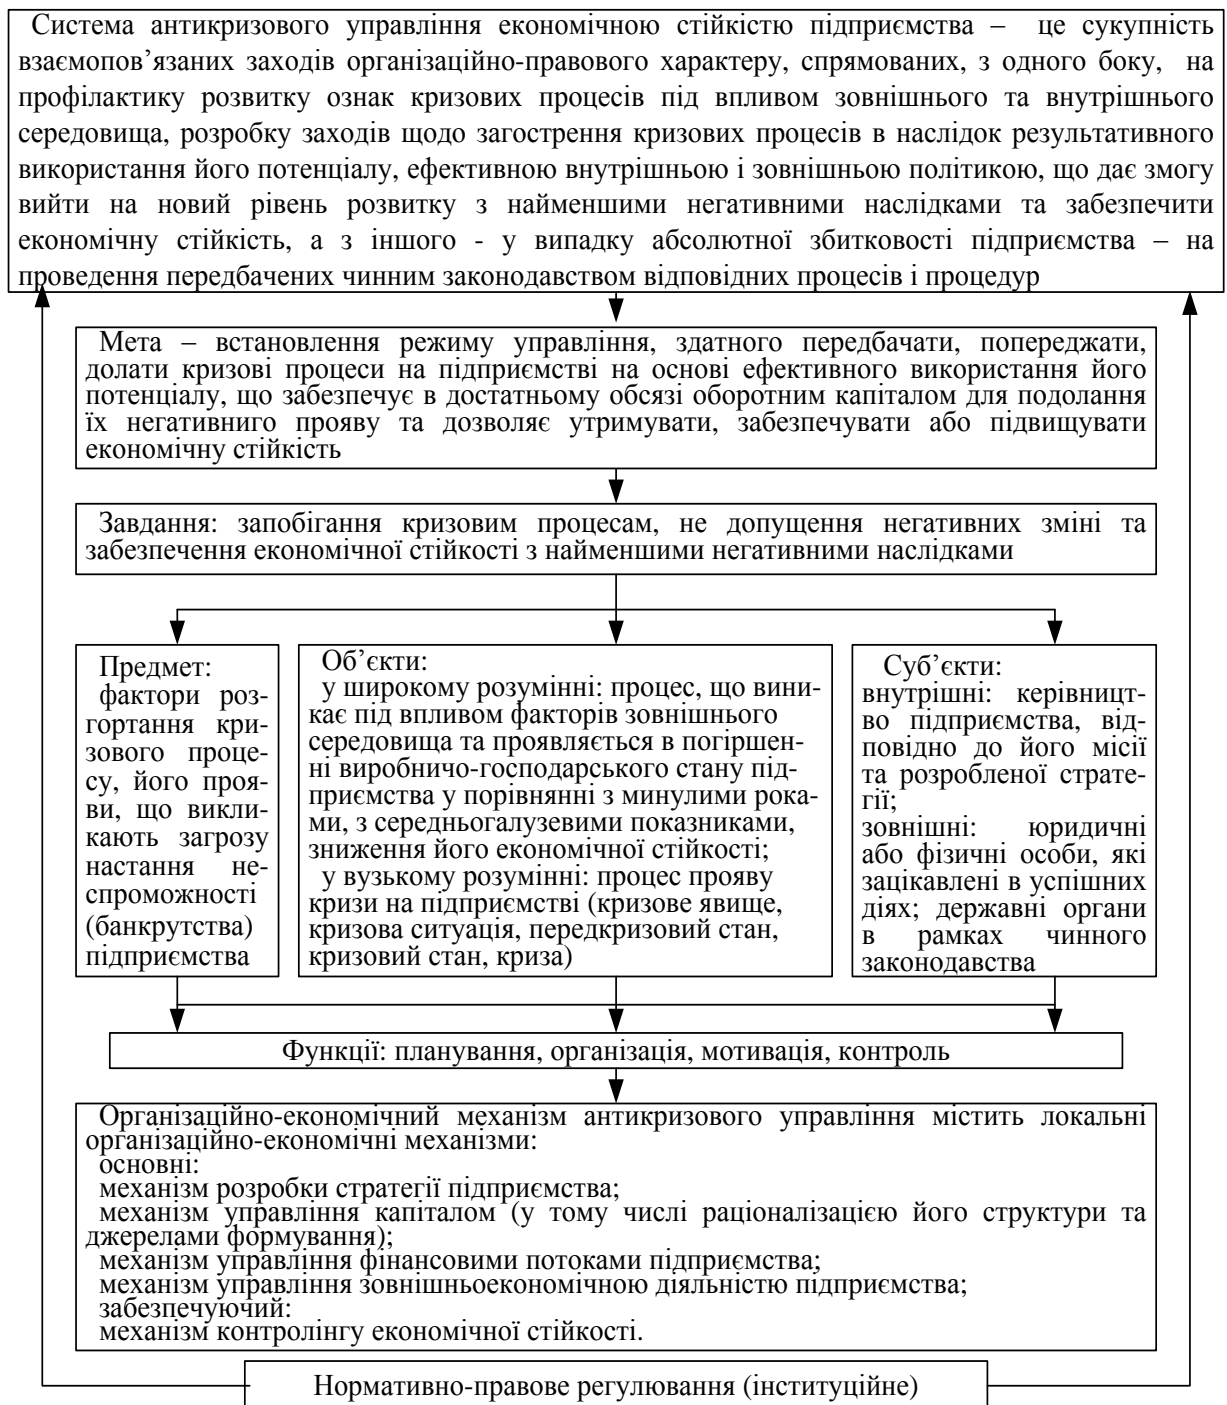 Система антикризового управління економічною стійкістю підприємства – це сукупність
взаємопов’язаних заходів організаційно-правового характеру, спрямованих, з одного боку, на
профілактику розвитку ознак кризових процесів під впливом зовнішнього та внутрішнього
середовища, розробку заходів щодо загострення кризових процесів в наслідок результативного
використання його потенціалу, ефективною внутрішньою і зовнішньою політикою, що дає змогу
вийти на новий рівень розвитку з найменшими негативними наслідками та забезпечити
економічну стійкість, а з іншого - у випадку абсолютної збитковості підприємства – на
проведення передбачених чинним законодавством відповідних процесів і процедур
Мета – встановлення режиму управління, здатного передбачати, попереджати,
долати кризові процеси на підприємстві на основі ефективного використання його
потенціалу, що забезпечує в достатньому обсязі оборотним капіталом для подолання
їх негативниго прояву та дозволяє утримувати, забезпечувати або підвищувати
економічну стійкість
Завдання: запобігання кризовим процесам, не допущення негативних зміні та
забезпечення економічної стійкості з найменшими негативними наслідками
Предмет:
фактори роз-
гортання кри-
зового проце-
су, його проя-
ви, що викли-
кають загрозу
настання не-
спроможності
(банкрутства)
підприємства
Об’єкти:
у широкому розумінні: процес, що вини-
кає під впливом факторів зовнішнього
середовища та проявляється в погіршен-
ні виробничо-господарського стану під-
приємства у порівнянні з минулими рока-
ми, з середньогалузевими показниками,
зниження його економічної стійкості;
у вузькому розумінні: процес прояву
кризи на підприємстві (кризове явище,
кризова ситуація, передкризовий стан,
кризовий стан, криза)
Суб’єкти:
внутрішні: керівницт-
во підприємства, від-
повідно до його місії
та розробленої страте-
гії;
зовнішні: юридичні
або фізичні особи, які
зацікавлені в успішних
діях; державні органи
в рамках чинного
законодавства
Функції: планування, організація, мотивація, контроль
Організаційно-економічний механізм антикризового управління містить локальні
організаційно-економічні механізми:
основні:
механізм розробки стратегії підприємства;
механізм управління капіталом (у тому числі раціоналізацією його структури та
джерелами формування);
механізм управління фінансовими потоками підприємства;
механізм управління зовнішньоекономічною діяльністю підприємства;
забезпечуючий:
механізм контролінгу економічної стійкості.
Нормативно-правове регулювання (інституційне)